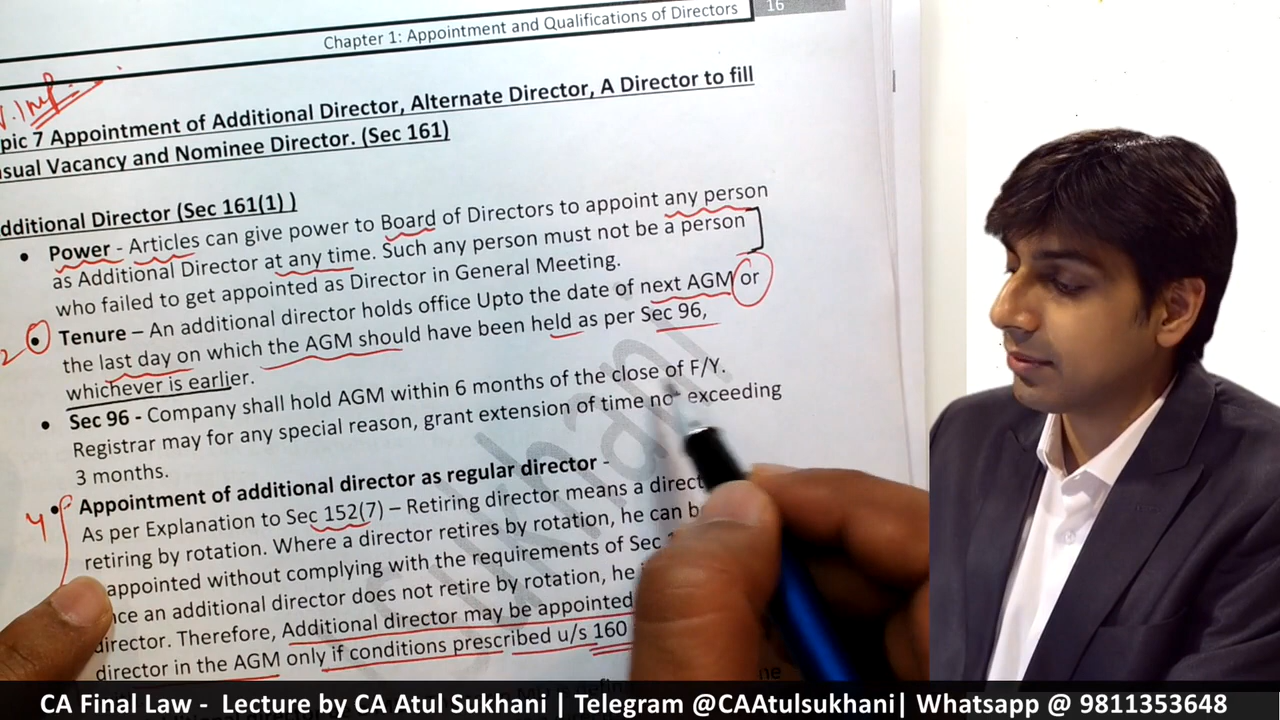 Chapter 1: Appointment and Qualifications of Directors
16
V. Imp
pic 7 Appointment of Additional Director, Alternate Director, A Director to fill
sual Vacancy and Nominee Director. (Sec 161)
dditional Director (Sec 161(1) )
• Power - Articles can give power to Board of Directors to appoint any person
as Additional Director at any time. Such any person must not be a person
who failed to get appointed as Director in General Meeting.
2 • Tenure – An additional director holds office Upto the date of next AGM or
the last day on which the AGM should have been held as per Sec 96,
whichever is earlier.
• Sec 96 - Company shall hold AGM within 6 months of the close of F/Y.
Registrar may for any special reason, grant extension of time no exceeding
3 months.
4 • Appointment of additional director as regular director -
As per Explanation to Sec 152(7) – Retiring director means a direct
retiring by rotation. Where a director retires by rotation, he can b
appointed without complying with the requirements of Sec
nce an additional director does not retire by rotation, he
director. Therefore, Additional director may be appointed
director in the AGM only if conditions prescribed u/s 160
Sukhani
CA Final Law - Lecture by CA Atul Sukhani | Telegram @CAAtulsukhani| Whatsapp @ 9811353648